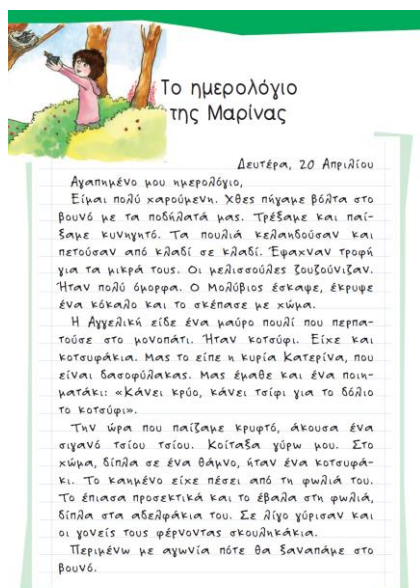 Το ημερολόγιο
της Μαρίνας
Δευτέρα, 20 Απριλίου
Αγαπημένο μου ημερολόγιο,
Είμαι πολύ χαρούμενη. Χθες πήγαμε βόλτα στο
βουνό με τα ποδήλατά μας. Τρέξαμε και παί-
ξαμε κυνηγητό. Τα πουλιά κελαηδούσαν και
πετούσαν από κλαδί σε κλαδί. Έψαχναν τροφή
για τα μικρά τους. Οι μελισσούλες ζουζούνιζαν.
Ήταν πολύ όμορφα. Ο Μολύβιος έσκαψε, έκρυψε
ένα κόκαλο και το σκέπασε με χώμα.
Η Αγγελική είδε ένα μαύρο πουλί που περπα-
τούσε στο μονοπάτι. Ήταν κοτσύφι. Είχε και
κοτσυφάκια. Μας το είπε η κυρία Κατερίνα, που
είναι δασοφύλακας. Μας έμαθε και ένα ποιη-
ματάκι: «Κάνει κρύο, κάνει τσίφι για το δόλιο
το κοτσύφι».
Την ώρα που παίζαμε κρυφτό, άκουσα ένα
σιγανό τσίου τσίου. Κοίταξα γύρω μου. Στο
χώμα, δίπλα σε ένα θάμνο, ήταν ένα κοτσυφά-
κι. Το καημένο είχε πέσει από τη φωλιά του.
Το έπιασα προσεκτικά και το έβαλα στη φωλιά,
δίπλα στα αδελφάκια του. Σε λίγο γύρισαν και
οι γονείς τους φέρνοντας σκουληκάκια.
Περιμένω με αγωνία πότε θα ξαναπάμε στο
βουνό.